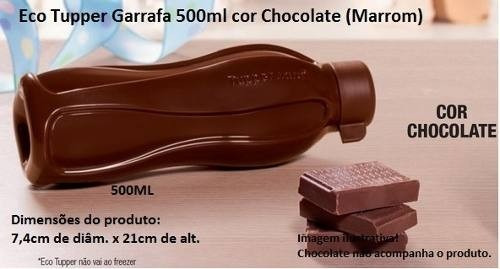 Eco Tupper Garrafa 500ml cor Chocolate (Marrom)
Tupperware
COR
CHOCOLATE
500ML
Dimensões do produto:
7,4cm de diâm. x 21cm de alt.
Imagem ilustrativa!
Chocolate não acompanha o produto.
*Eco Tupper não vai ao freezer